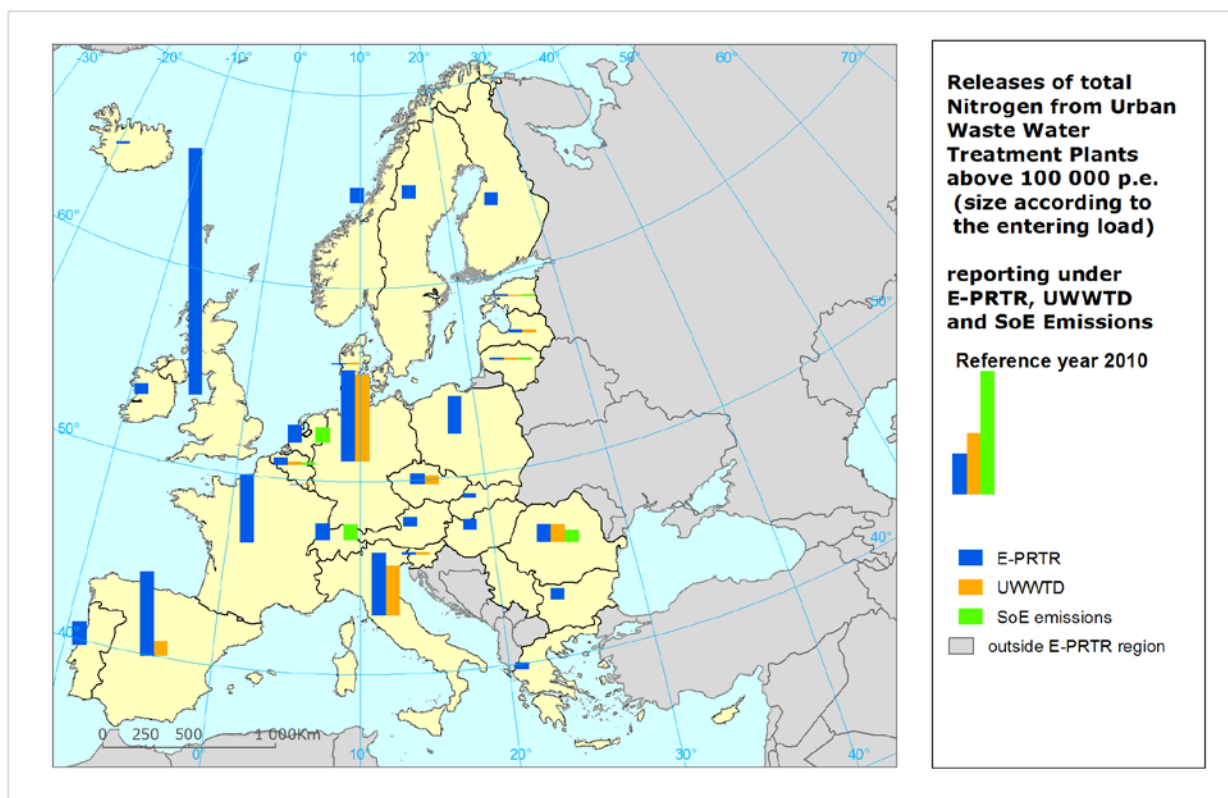 -30° -20° -10° 0° 10° 20° 30° 40° 50° 60° 70°
60°
50°
50°
40°
40°
0 250 500 1 000Km
0° 10° 20° 30° 40°
Releases of total
Nitrogen from Urban
Waste Water
Treatment Plants
above 100 000 p.e.
(size according to
the entering load)
reporting under
E-PRTR, UWWTD
and SoE Emissions
Reference year 2010
E-PRTR
UWWTD
SoE emissions
outside E-PRTR region